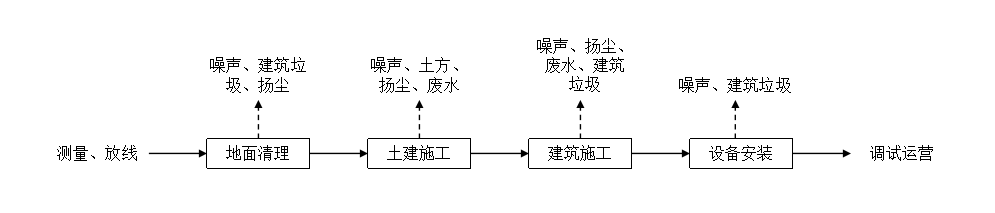 噪声、建筑垃
圾、扬尘
噪声、土方、
扬尘、废水
噪声、扬尘、
废水、建筑
垃圾
噪声、建筑垃圾
测量、放线
地面清理
土建施工
建筑施工
设备安装
调试运营